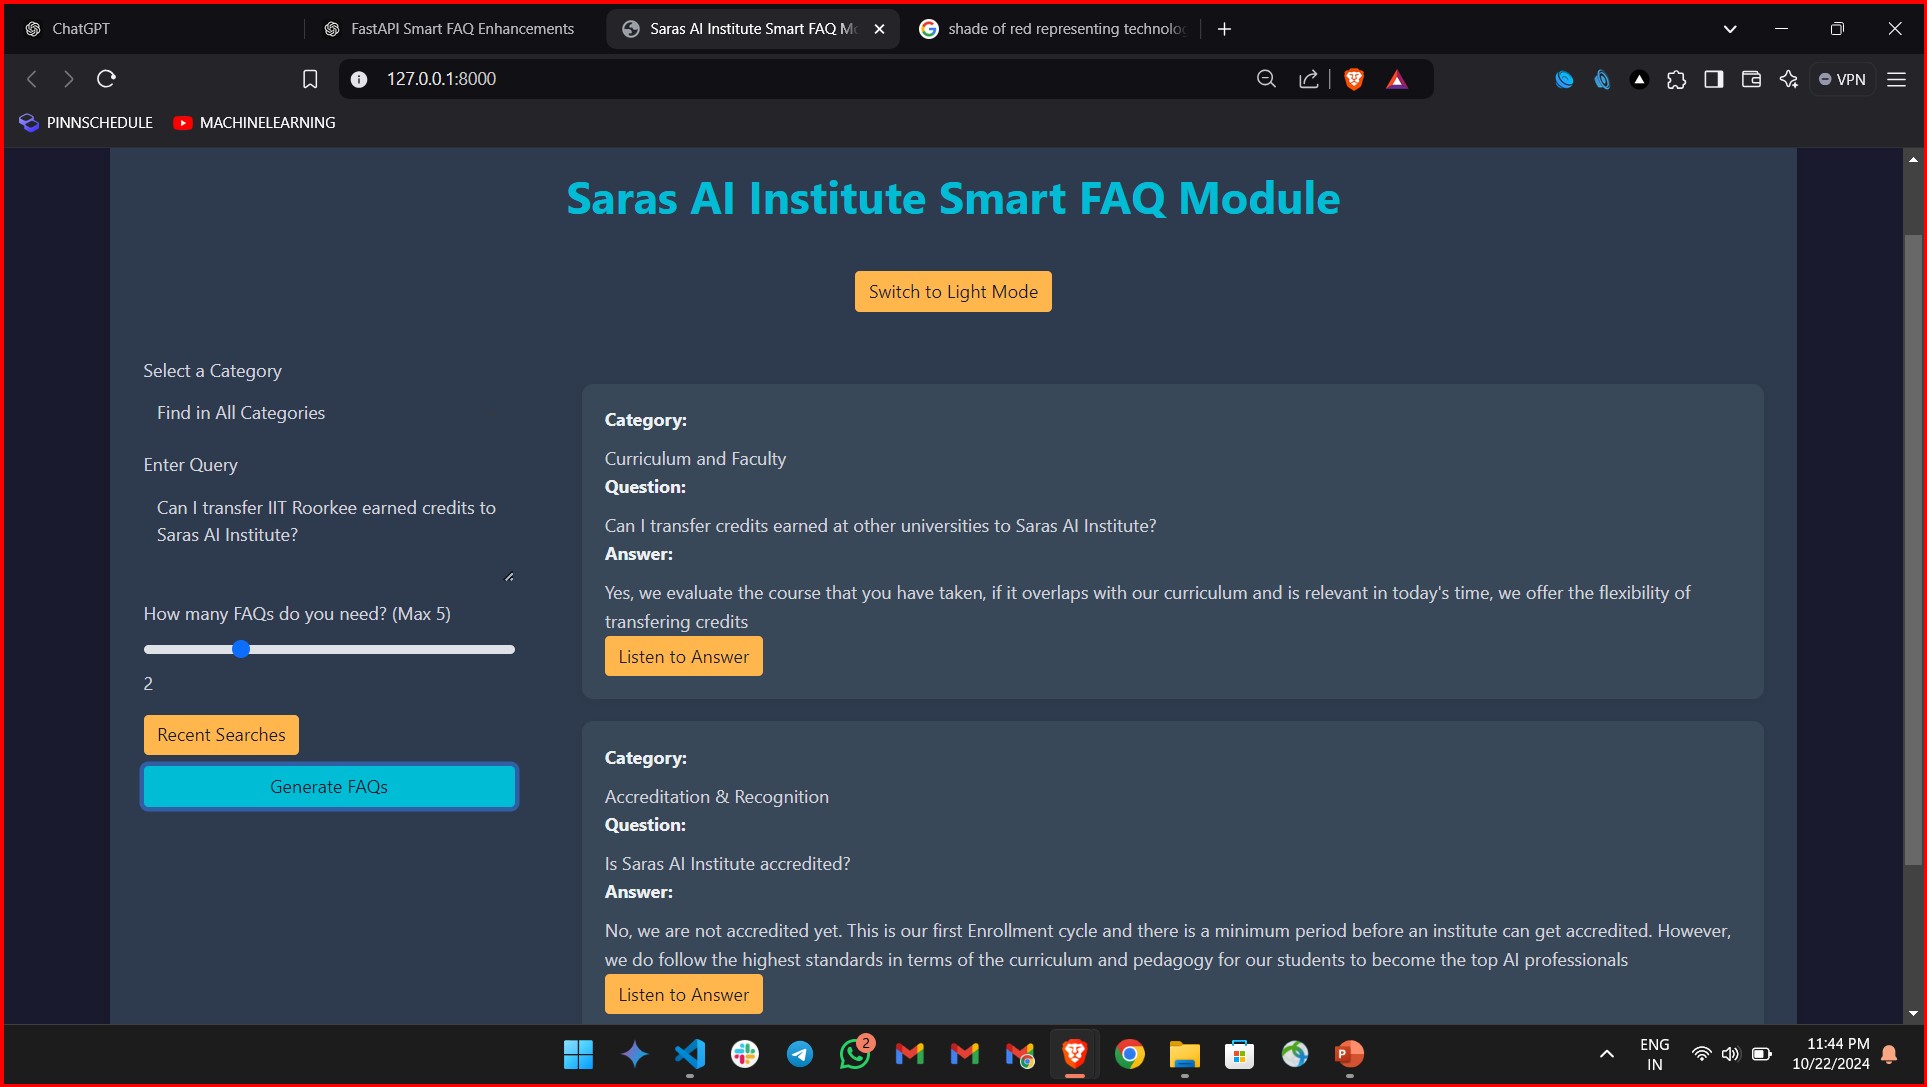 ChatGPT
FastAPI Smart FAQ Enhancements
Saras AI Institute Smart FAQ Mo
shade of red representing technolog
127.0.0.1:8000
VPN
PINNSCHEDULE
MACHINELEARNING
Saras AI Institute Smart FAQ Module
Switch to Light Mode
Select a Category
Find in All Categories
Enter Query
Can I transfer IIT Roorkee earned credits to
Saras AI Institute?
How many FAQs do you need? (Max 5)
2
Recent Searches
Generate FAQs
Category:
Curriculum and Faculty
Question:
Can I transfer credits earned at other universities to Saras AI Institute?
Answer:
Yes, we evaluate the course that you have taken, if it overlaps with our curriculum and is relevant in today's time, we offer the flexibility of
transfering credits
Listen to Answer
Category:
Accreditation & Recognition
Question:
Is Saras AI Institute accredited?
Answer:
No, we are not accredited yet. This is our first Enrollment cycle and there is a minimum period before an institute can get accredited. However,
we do follow the highest standards in terms of the curriculum and pedagogy for our students to become the top AI professionals
Listen to Answer
2
ENG
IN
11:44 PM
10/22/2024